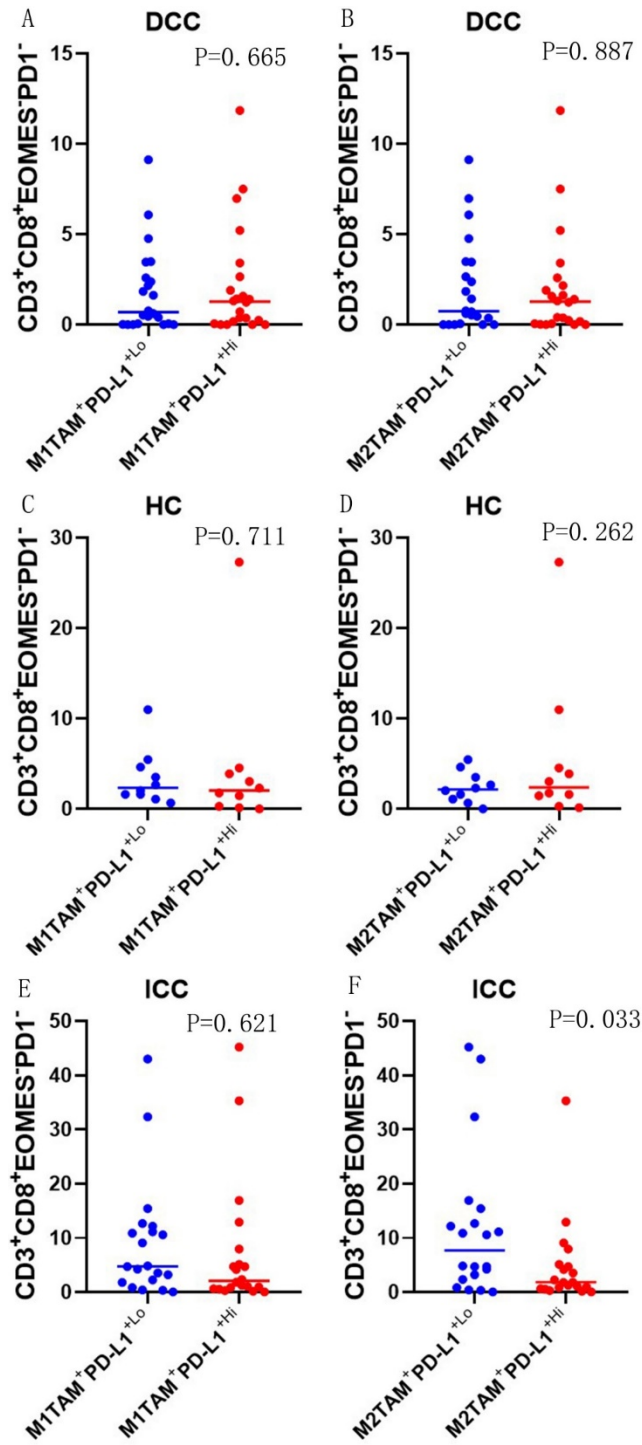 A DCC
P=0.665
CD3⁺CD8⁺EOMES⁻PD1⁻
15
10
5
0
M1TAM⁺PD-L1⁺ᴸᵒ
M1TAM⁺PD-L1⁺ᴴⁱ
B DCC
P=0.887
CD3⁺CD8⁺EOMES⁻PD1⁻
15
10
5
0
M2TAM⁺PD-L1⁺ᴸᵒ
M2TAM⁺PD-L1⁺ᴴⁱ
C HC
P=0.711
CD3⁺CD8⁺EOMES⁻PD1⁻
30
20
10
0
M1TAM⁺PD-L1⁺ᴸᵒ
M1TAM⁺PD-L1⁺ᴴⁱ
D HC
P=0.262
CD3⁺CD8⁺EOMES⁻PD1⁻
30
20
10
0
M2TAM⁺PD-L1⁺ᴸᵒ
M2TAM⁺PD-L1⁺ᴴⁱ
E ICC
P=0.621
CD3⁺CD8⁺EOMES⁻PD1⁻
50
40
30
20
10
0
M1TAM⁺PD-L1⁺ᴸᵒ
M1TAM⁺PD-L1⁺ᴴⁱ
F ICC
P=0.033
CD3⁺CD8⁺EOMES⁻PD1⁻
50
40
30
20
10
0
M2TAM⁺PD-L1⁺ᴸᵒ
M2TAM⁺PD-L1⁺ᴴⁱ